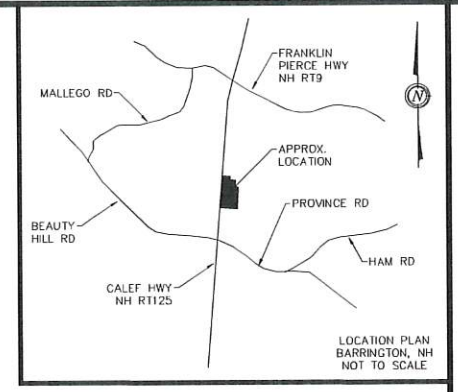 FRANKLIN
PIERCE HWY
NH RT9
MALLEGO RD
N
APPROX.
LOCATION
PROVINCE RD
BEAUTY
HILL RD
HAM RD
CALEF HWY
NH RT125
LOCATION PLAN
BARRINGTON, NH
NOT TO SCALE